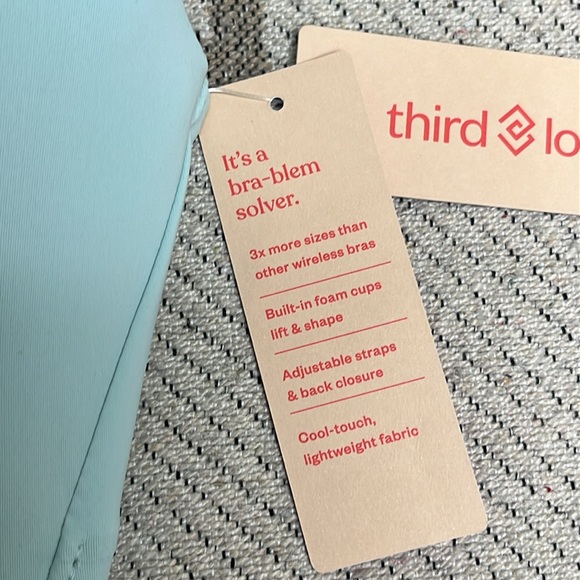 third lo
It's a
bra-blem
solver.
3x more sizes than
other wireless bras
Built-in foam cups
lift & shape
Adjustable straps
& back closure
Cool-touch,
lightweight fabric